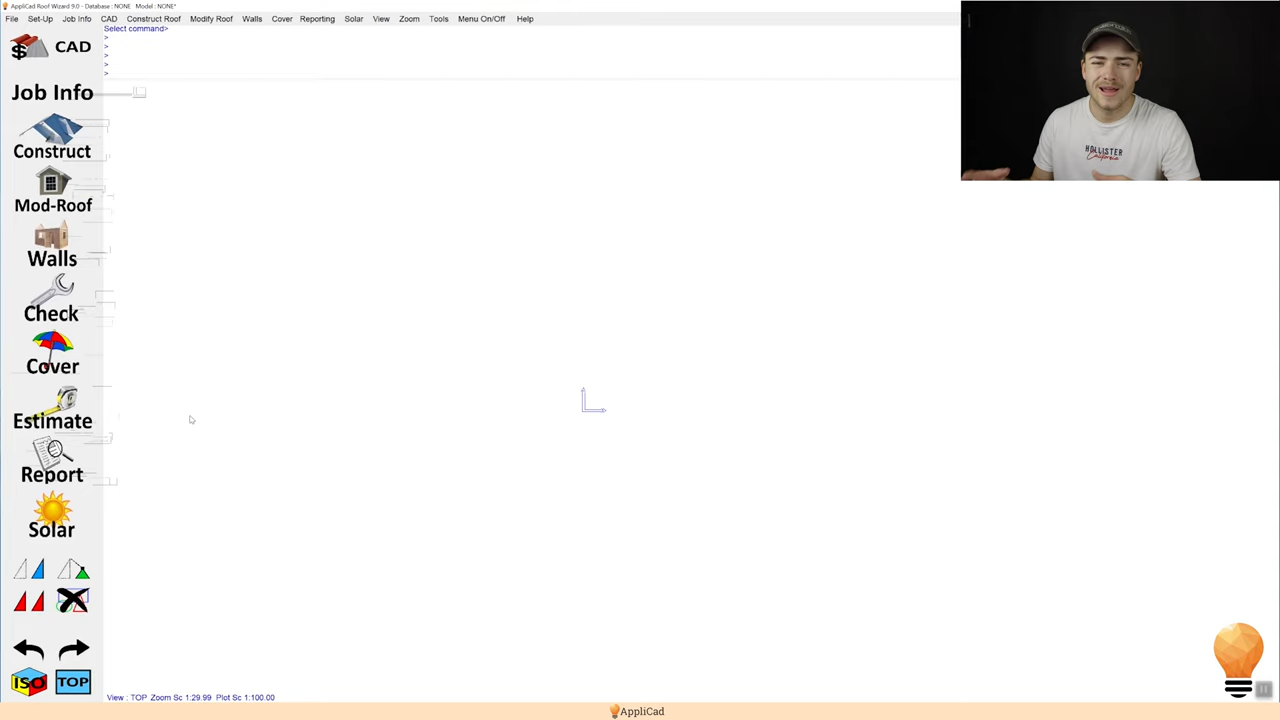 AppliCad Roof Wizard 9.0 - Database : NONE Model : NONE*
File Set-Up Job Info CAD Construct Roof Modify Roof Walls Cover Reporting Solar View Zoom Tools Menu On/Off Help
Select command>
>
>
>
>
>
CAD
Job Info
Construct
Mod-Roof
Walls
Check
Cover
Estimate
Report
Solar
ISO TOP
View : TOP Zoom Sc 1:29.99 Plot Sc 1:100.00
HOLLISTER
California
AppliCad